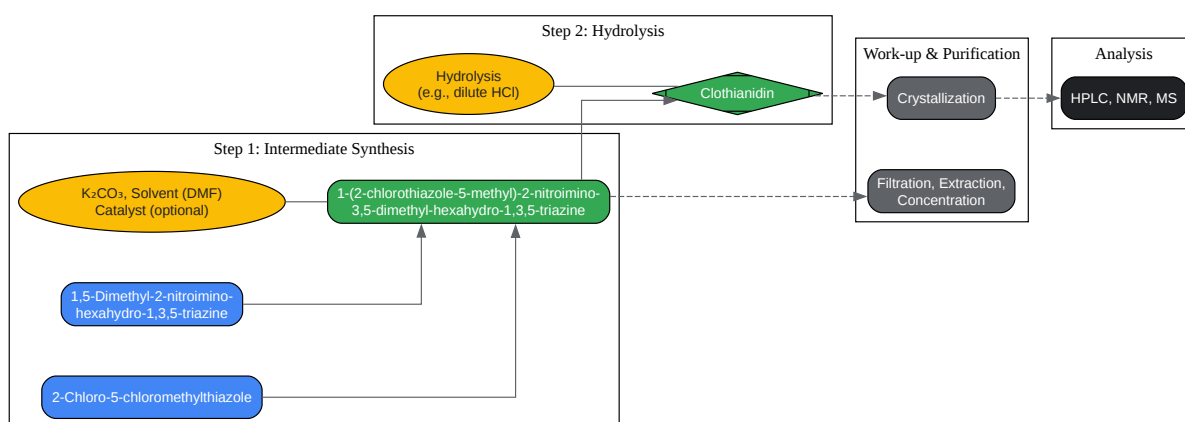 Step 2: Hydrolysis
Hydrolysis
(e.g., dilute HCl)
Clothianidin
Work-up & Purification
Crystallization
Filtration, Extraction,
Concentration
Analysis
HPLC, NMR, MS
Step 1: Intermediate Synthesis
K₂CO₃, Solvent (DMF)
Catalyst (optional)
1-(2-chlorothiazole-5-methyl)-2-nitroimino-
3,5-dimethyl-hexahydro-1,3,5-triazine
1,5-Dimethyl-2-nitroimino-
hexahydro-1,3,5-triazine
2-Chloro-5-chloromethylthiazole